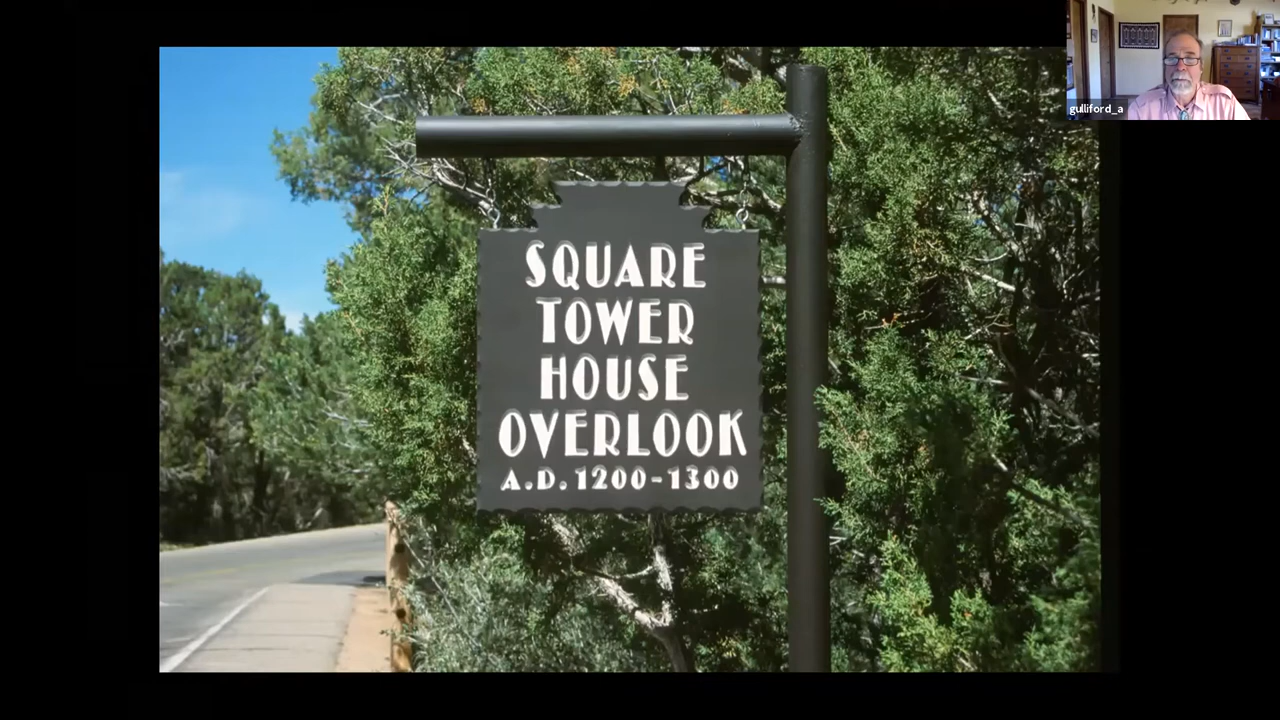 gulliford_a
SQUARE
TOWER
HOUSE
OVERLOOK
A.D. 1200-1300